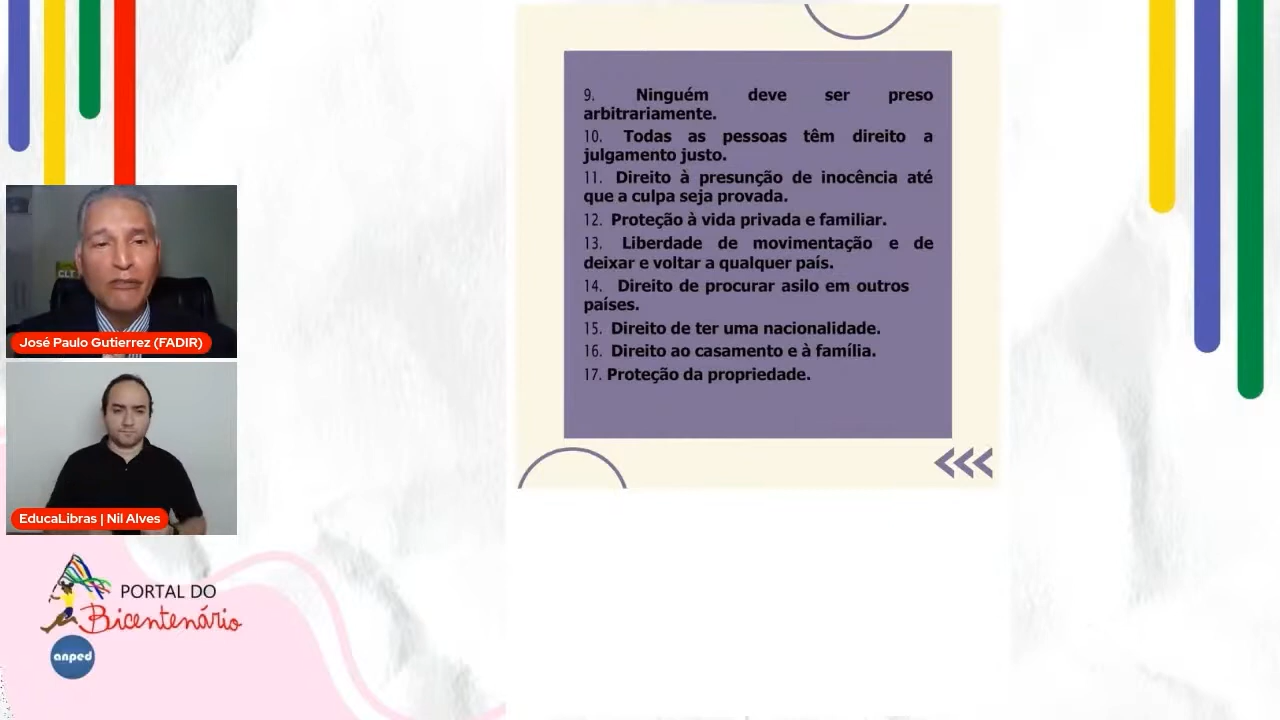 9. Ninguém deve ser preso
arbitrariamente.
10. Todas as pessoas têm direito a
julgamento justo.
11. Direito à presunção de inocência até
que a culpa seja provada.
12. Proteção à vida privada e familiar.
13. Liberdade de movimentação e de
deixar e voltar a qualquer país.
14. Direito de procurar asilo em outros
países.
15. Direito de ter uma nacionalidade.
16. Direito ao casamento e à família.
17. Proteção da propriedade.
CLT
José Paulo Gutierrez (FADIR)
EducaLibras | Nil Alves
PORTAL DO
Bicentenário
anped